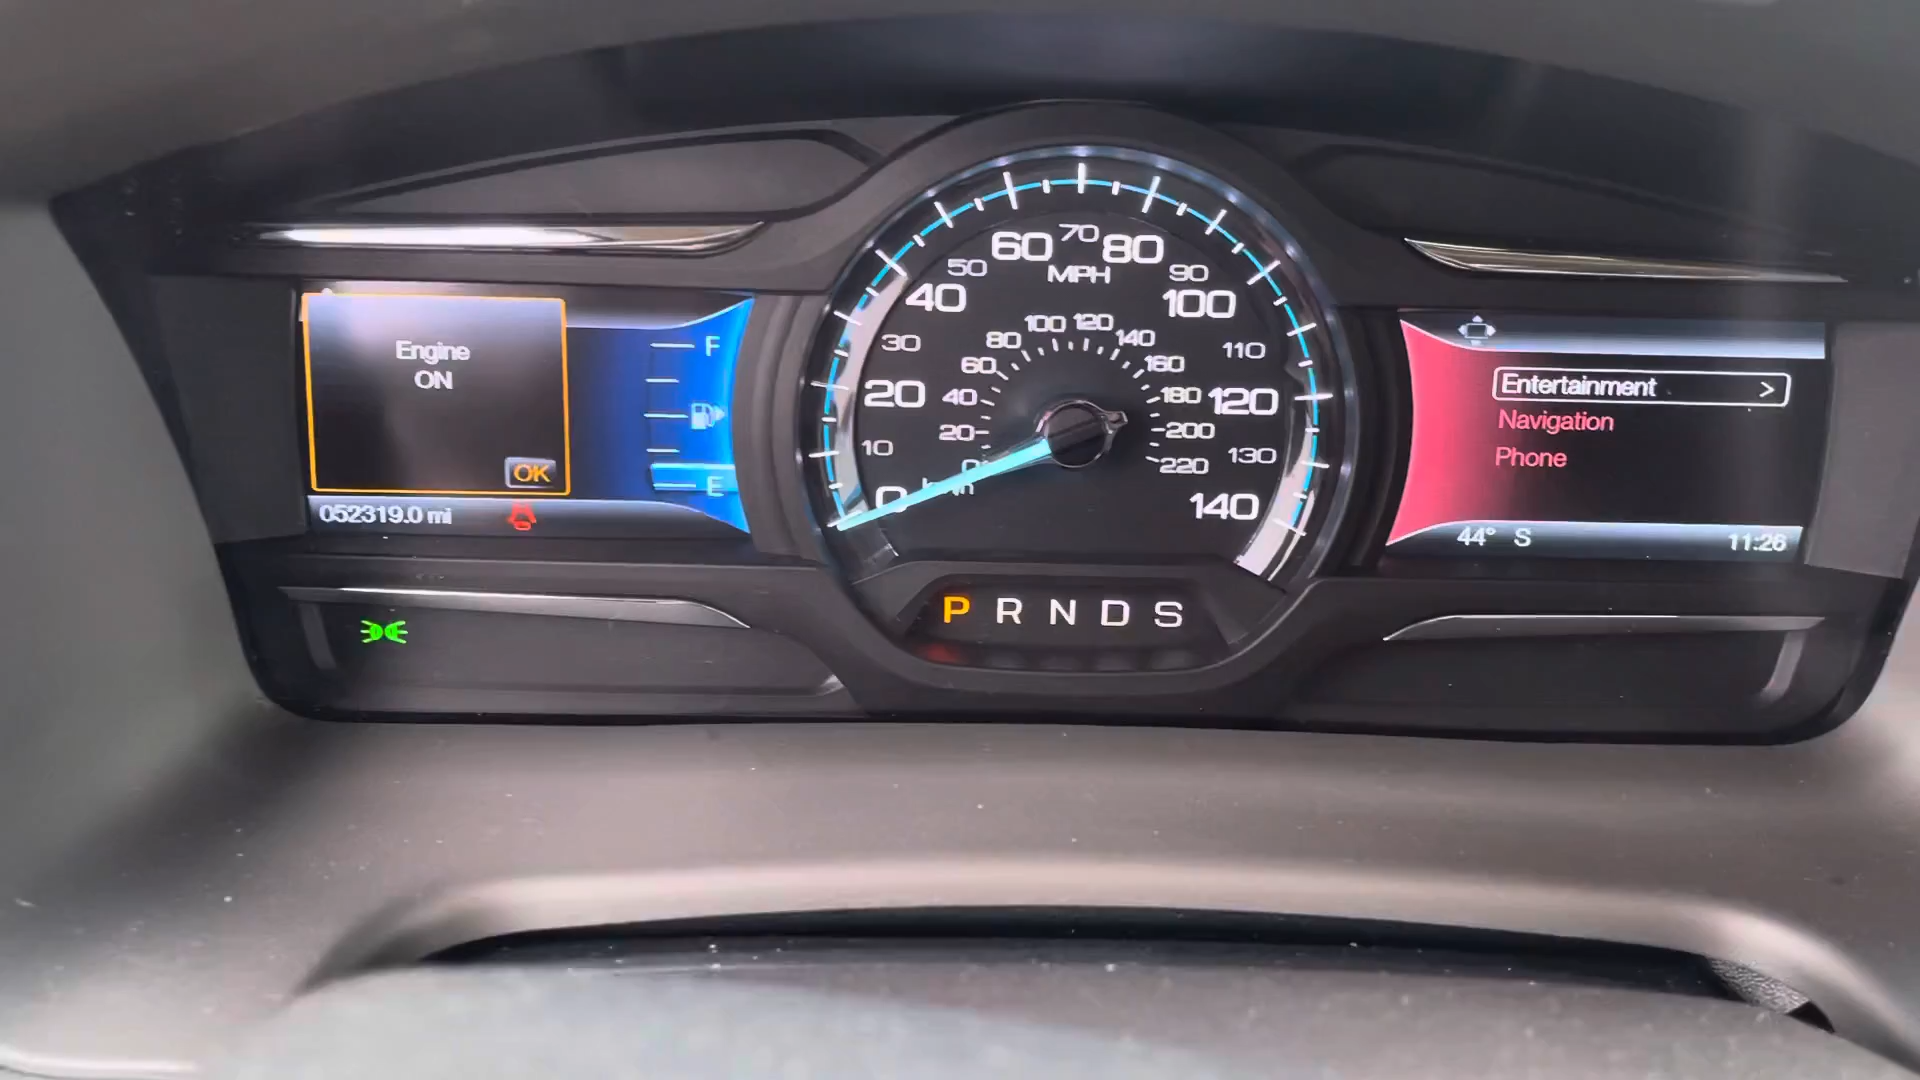 Engine
ON
OK
052319.0 mi
F
E
0
10
20
30
40
50
60
70
80
90
100
110
120
130
140
MPH
0
20
40
60
80
100
120
140
160
180
200
220
P R N D S
Entertainment >
Navigation
Phone
44° S
11:26